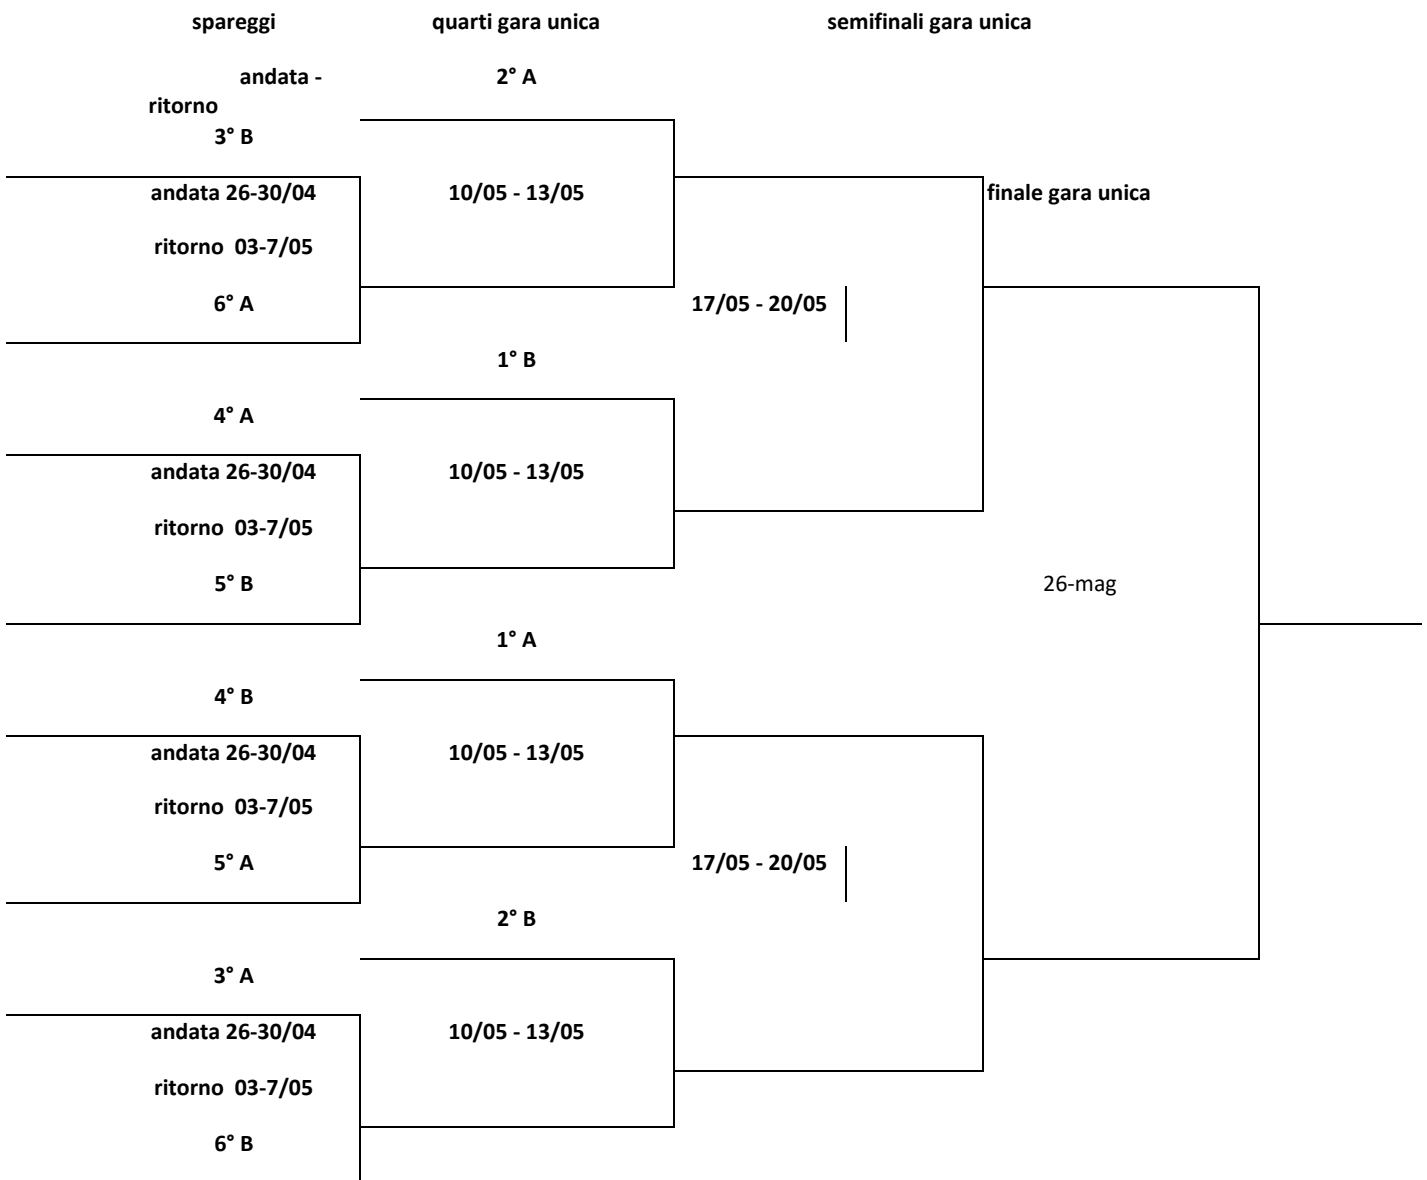 spareggi quarti gara unica semifinali gara unica
andata - 2° A
ritorno
3° B
andata 26-30/04 10/05 - 13/05 finale gara unica
ritorno 03-7/05
6° A 17/05 - 20/05
1° B
4° A
andata 26-30/04 10/05 - 13/05
ritorno 03-7/05
5° B 26-mag
1° A
4° B
andata 26-30/04 10/05 - 13/05
ritorno 03-7/05
5° A 17/05 - 20/05
2° B
3° A
andata 26-30/04 10/05 - 13/05
ritorno 03-7/05
6° B